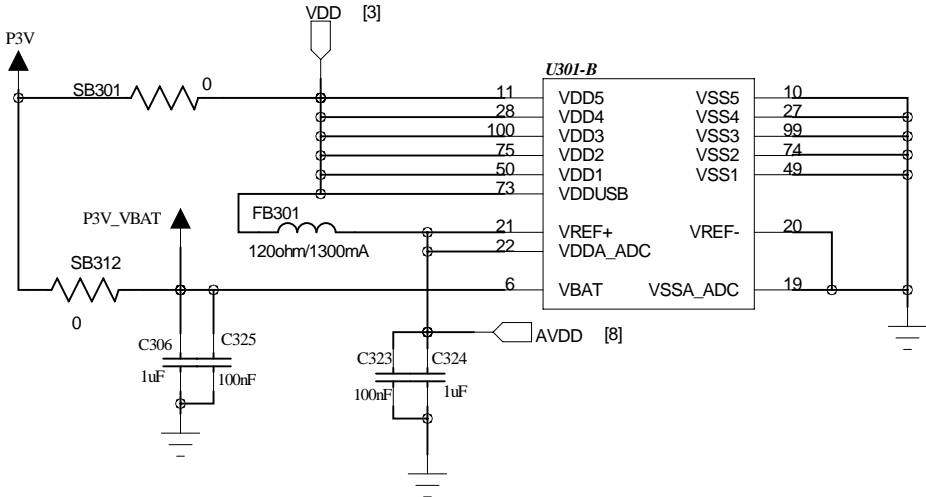 VDD [3]
P3V
SB301
0
U301-B
11 VDD5 VSS5 10
28 VDD4 VSS4 27
100 VDD3 VSS3 99
75 VDD2 VSS2 74
50 VDD1 VSS1 49
73 VDDUSB
P3V_VBAT
FB301
120ohm/1300mA
21 VREF+ VREF- 20
22 VDDA_ADC
SB312
0
6 VBAT VSSA_ADC 19
AVDD [8]
C306 C325
1uF 100nF
C323 C324
100nF 1uF